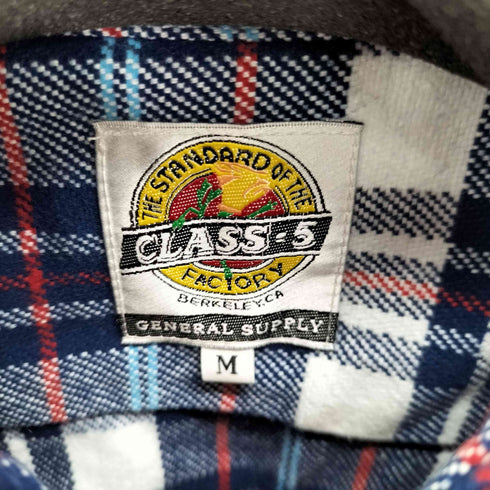 THE STANDARD OF THE
CLASS-5
FACTORY
BERKELEY, CA
GENERAL SUPPLY
M